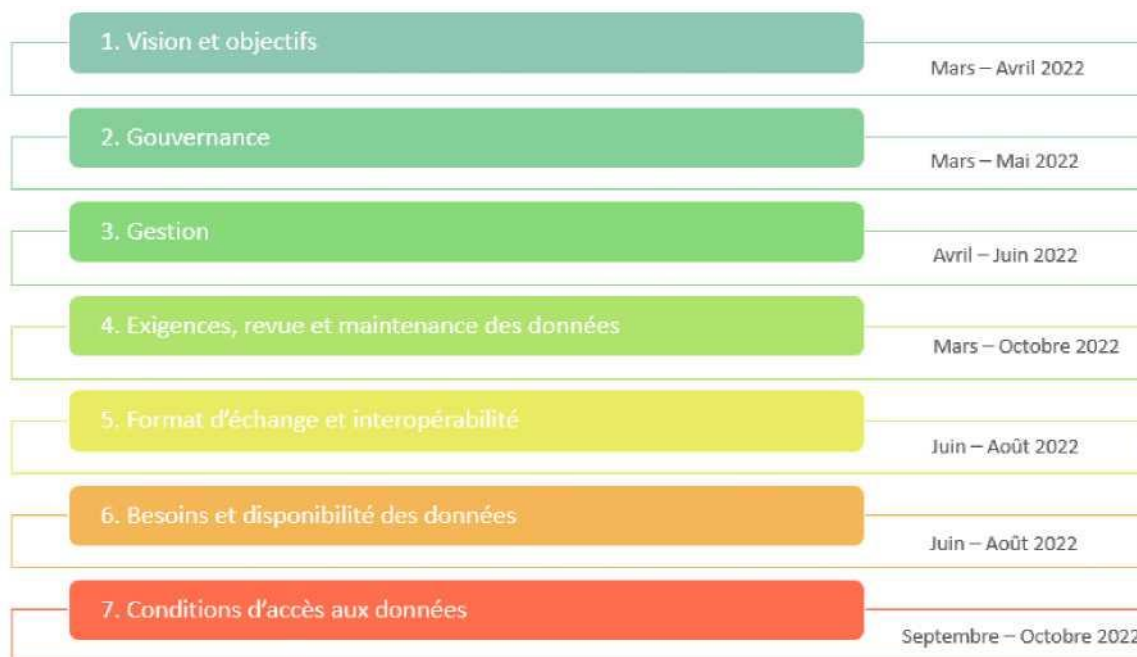 1. Vision et objectifs
Mars – Avril 2022
2. Gouvernance
Mars – Mai 2022
3. Gestion
Avril – Juin 2022
4. Exigences, revue et maintenance des données
Mars – Octobre 2022
5. Format d'échange et interopérabilité
Juin – Août 2022
6. Besoins et disponibilité des données
Juin – Août 2022
7. Conditions d'accès aux données
Septembre – Octobre 2022